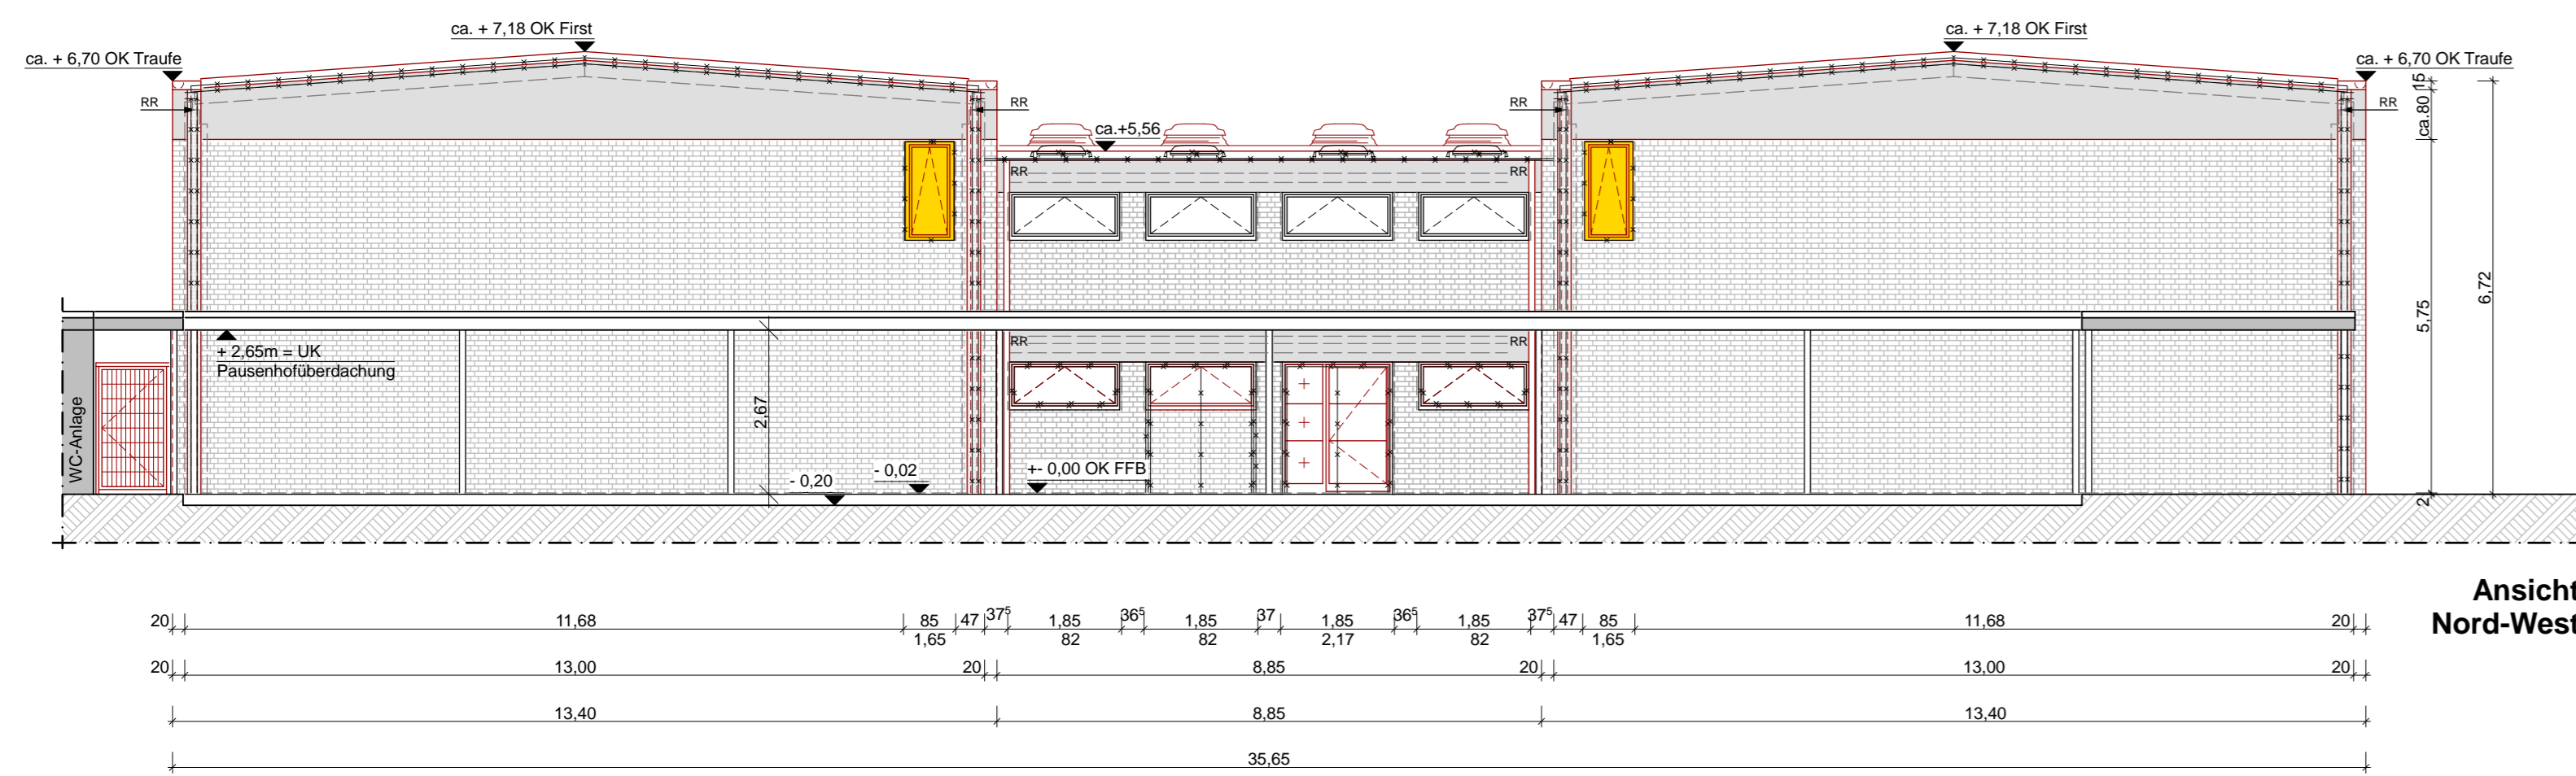 ca. + 7,18 OK First
ca. + 7,18 OK First
ca. + 6,70 OK Traufe
ca. + 6,70 OK Traufe
RR
RR
RR
RR
15
ca.80
ca.+5,56
RR
RR
6,72
5,75
+ 2,65m = UK
Pausenhofüberdachung
RR
RR
WC-Anlage
2,67
- 0,20
- 0,02
+- 0,00 OK FFB
2
Ansicht
Nord-West
20 11,68 85 47 37⁵ 1,85 36⁵ 1,85 37 1,85 36⁵ 1,85 37⁵ 47 85 11,68 20
1,65 82 82 2,17 82 1,65
20 13,00 20 8,85 20 13,00 20
13,40 8,85 13,40
35,65